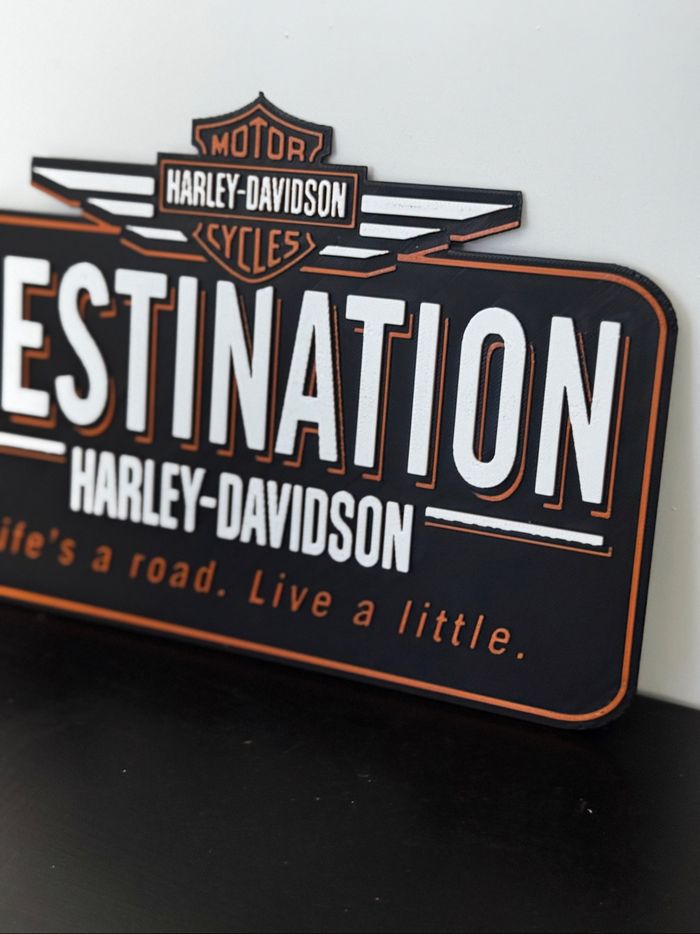 MOTOR
HARLEY-DAVIDSON
CYCLES
ESTINATION
HARLEY-DAVIDSON
ife's a road. Live a little.